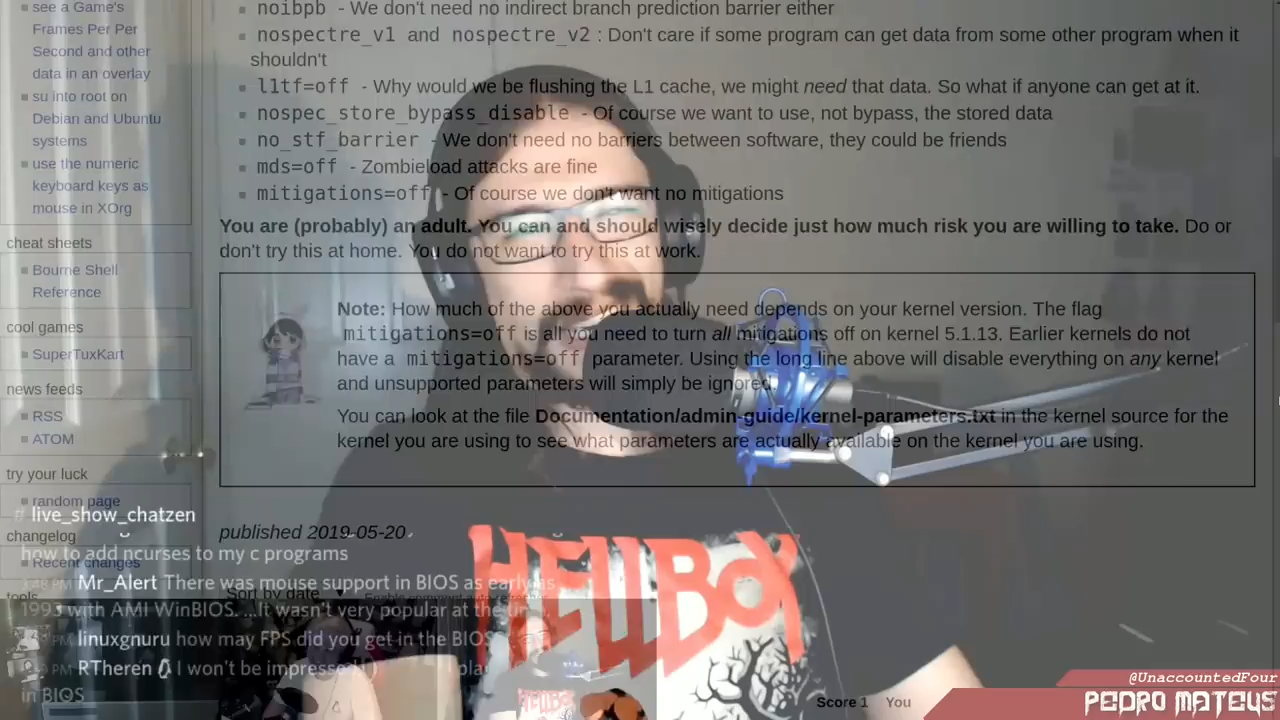 see a Game's
Frames Per Per
Second and other
data in an overlay
su into root on
Debian and Ubuntu
systems
use the numeric
keyboard keys as
mouse in XOrg
cheat sheets
Bourne Shell
Reference
cool games
SuperTuxKart
news feeds
RSS
ATOM
try your luck
random page
changelog
Recent changes
tools
noibpb - We don't need no indirect branch prediction barrier either
nospectre_v1 and nospectre_v2 : Don't care if some program can get data from some other program when it
shouldn't
l1tf=off - Why would we be flushing the L1 cache, we might need that data. So what if anyone can get at it.
nospec_store_bypass_disable - Of course we want to use, not bypass, the stored data
no_stf_barrier - We don't need no barriers between software, they could be friends
mds=off - Zombieload attacks are fine
mitigations=off - Of course we don't want no mitigations
You are (probably) an adult. You can and should wisely decide just how much risk you are willing to take. Do or
don't try this at home. You do not want to try this at work.
Note: How much of the above you actually need depends on your kernel version. The flag
mitigations=off is all you need to turn all mitigations off on kernel 5.1.13. Earlier kernels do not
have a mitigations=off parameter. Using the long line above will disable everything on any kernel
and unsupported parameters will simply be ignored.
You can look at the file Documentation/admin-guide/kernel-parameters.txt in the kernel source for the
kernel you are using to see what parameters are actually available on the kernel you are using.
published 2019-05-20
Sort by date
# live_show_chatzen
how to add ncurses to my c programs
Mr_Alert There was mouse support in BIOS as early as
1993 with AMI WinBIOS. ...It wasn't very popular at the
linuxgnuru how may FPS did you get in the BIOS
RTheren I won't be
in BIOS
HELLBOY
Score 1 You
@UnaccountedFour
PEDRO MATEUS